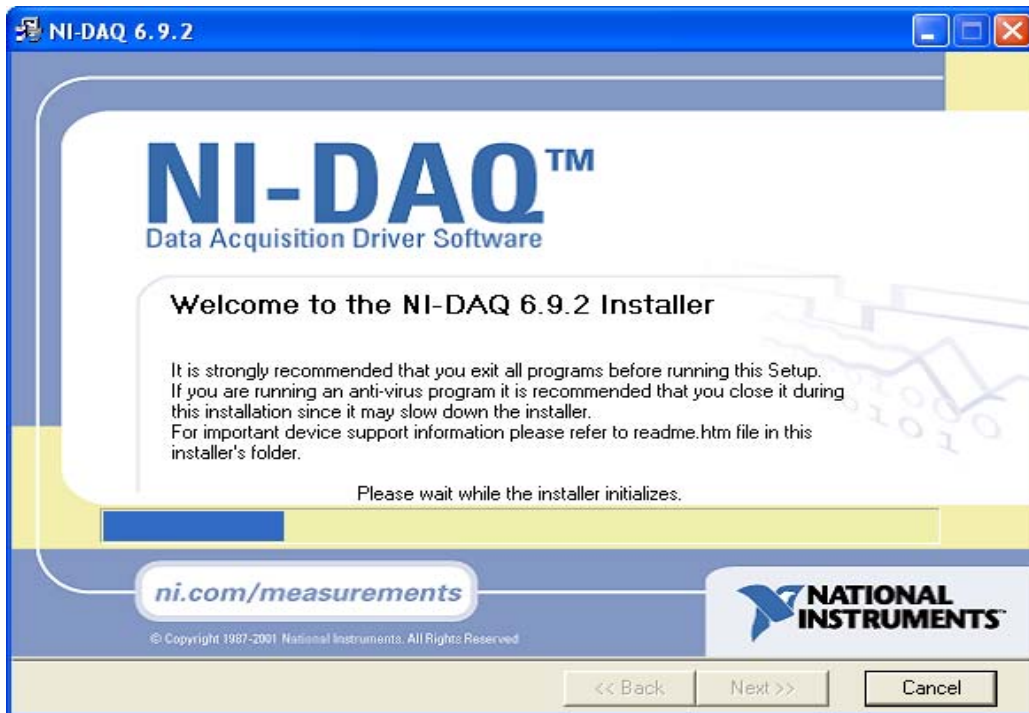 NI-DAQ 6.9.2
NI-DAQ™
Data Acquisition Driver Software
Welcome to the NI-DAQ 6.9.2 Installer
It is strongly recommended that you exit all programs before running this Setup.
If you are running an anti-virus program it is recommended that you close it during
this installation since it may slow down the installer.
For important device support information please refer to readme.htm file in this
installer's folder.
Please wait while the installer initializes.
ni.com/measurements
© Copyright 1987-2001 National Instruments. All Rights Reserved
NATIONAL
INSTRUMENTS
<< Back
Next >>
Cancel